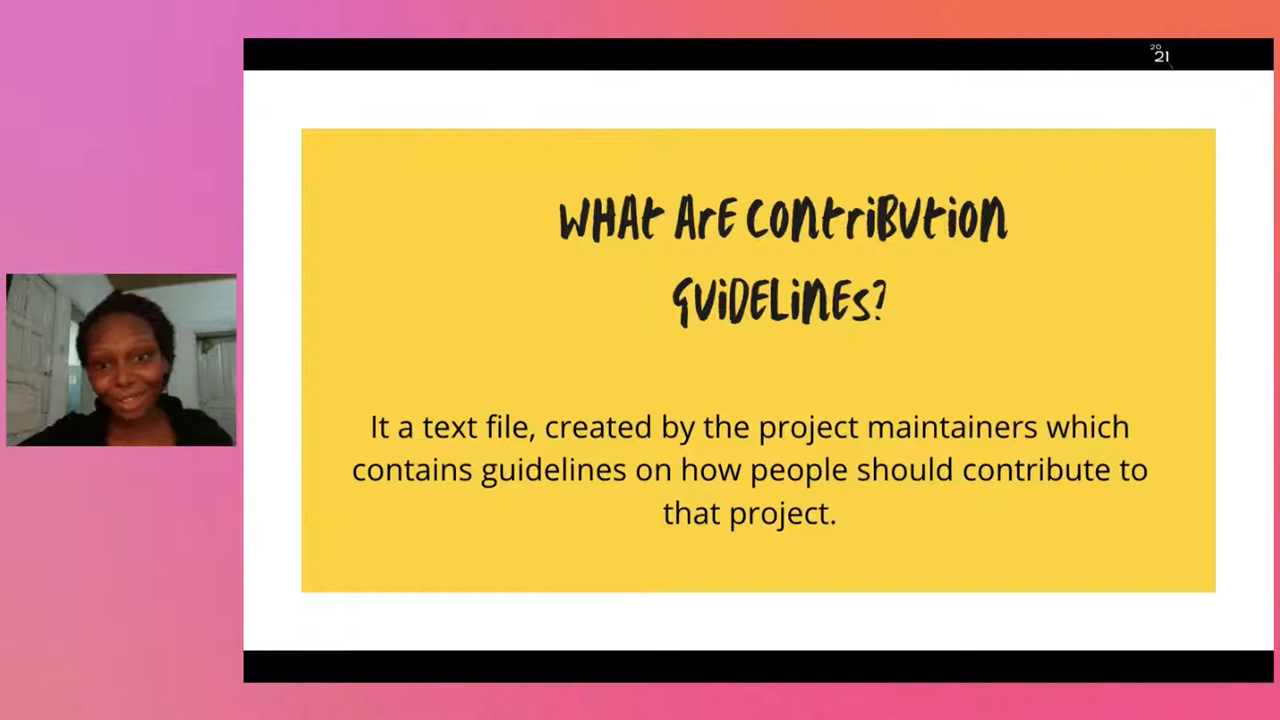 20
21
WHAt ArE ContriBUtion
GUiDELinEs?
It a text file, created by the project maintainers which
contains guidelines on how people should contribute to
that project.